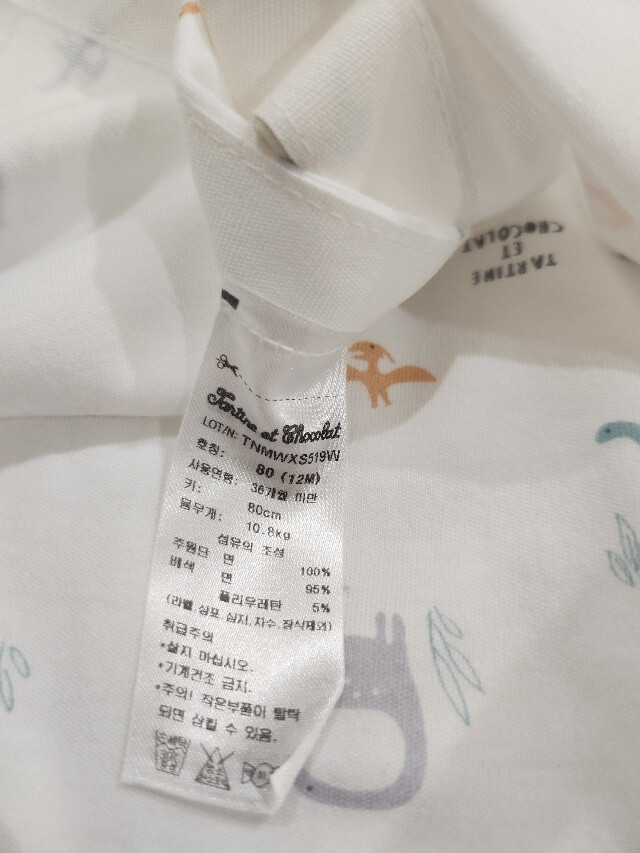 TARTINE
ET
CHOCOLAT
Tartine et Chocolat
LOT/N: TNMWXS519W
호칭: 80 (12M)
사용연령: 36개월 미만
키: 80cm
몸무게: 10.8kg
섬유의 조성
주원단 면 100%
배색 면 95%
폴리우레탄 5%
(라벨,상표,심지,자수,장식제외)
취급주의
*삶지 마십시오.
*기계건조 금지.
*주의! 작은부품이 탈락
되면 삼킬 수 있음.